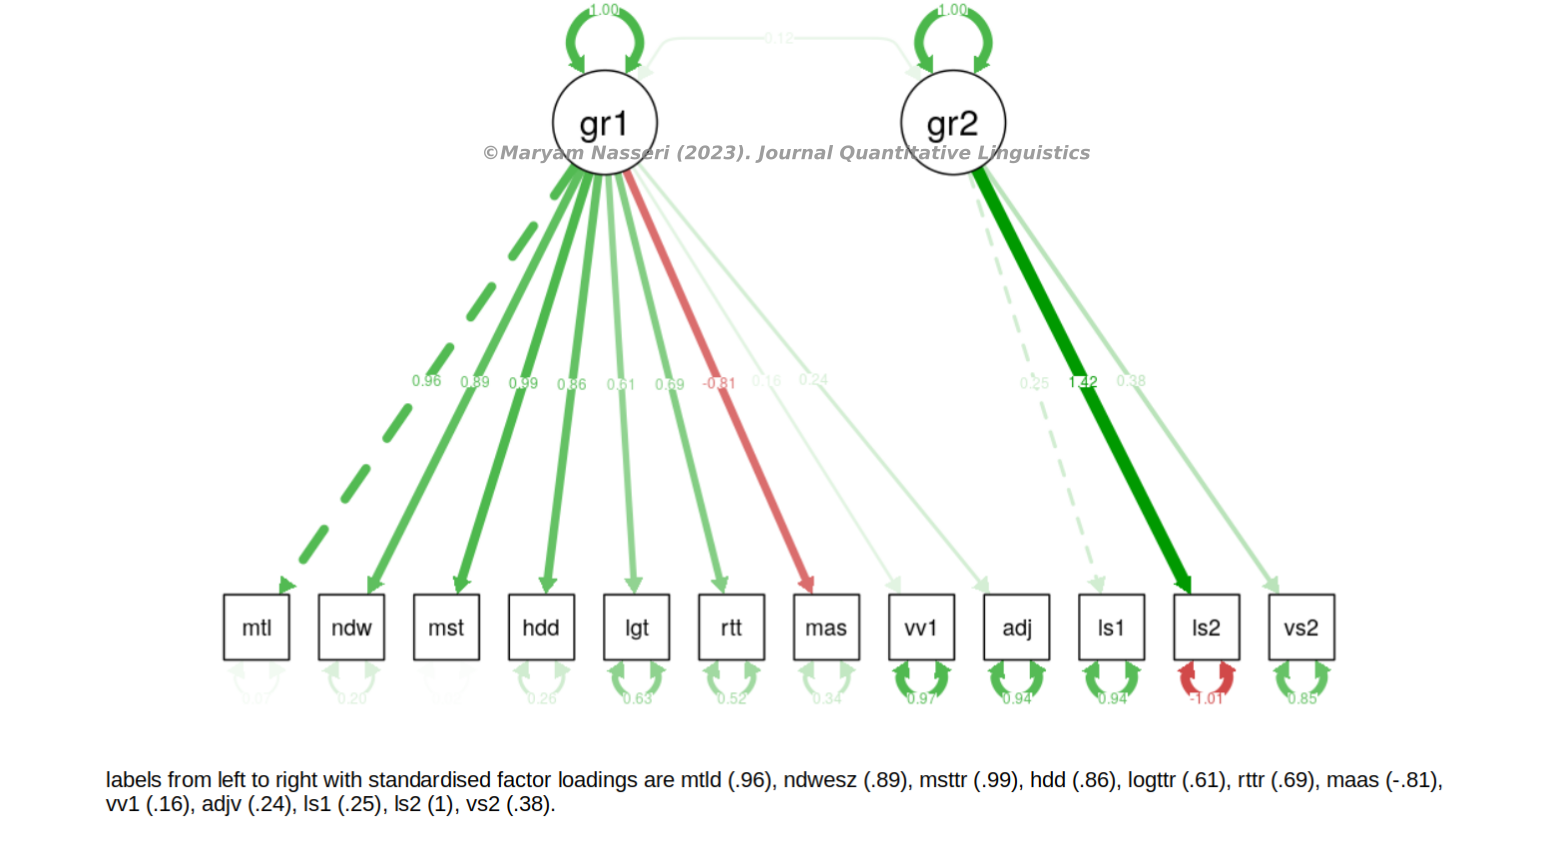 1.00 1.00
0.12
gr1 gr2
©Maryam Nasseri (2023). Journal Quantitative Linguistics
0.96 0.89 0.99 0.86 0.61 0.69 -0.81 0.16 0.24 0.25 1.42 0.38
mtl ndw mst hdd lgt rtt mas vv1 adj ls1 ls2 vs2
0.07 0.20 0.26 0.63 0.52 0.34 0.97 0.94 0.94 -1.01 0.85
labels from left to right with standardised factor loadings are mtld (.96), ndwesz (.89), msttr (.99), hdd (.86), logttr (.61), rttr (.69), maas (-.81),
vv1 (.16), adjv (.24), ls1 (.25), ls2 (1), vs2 (.38).